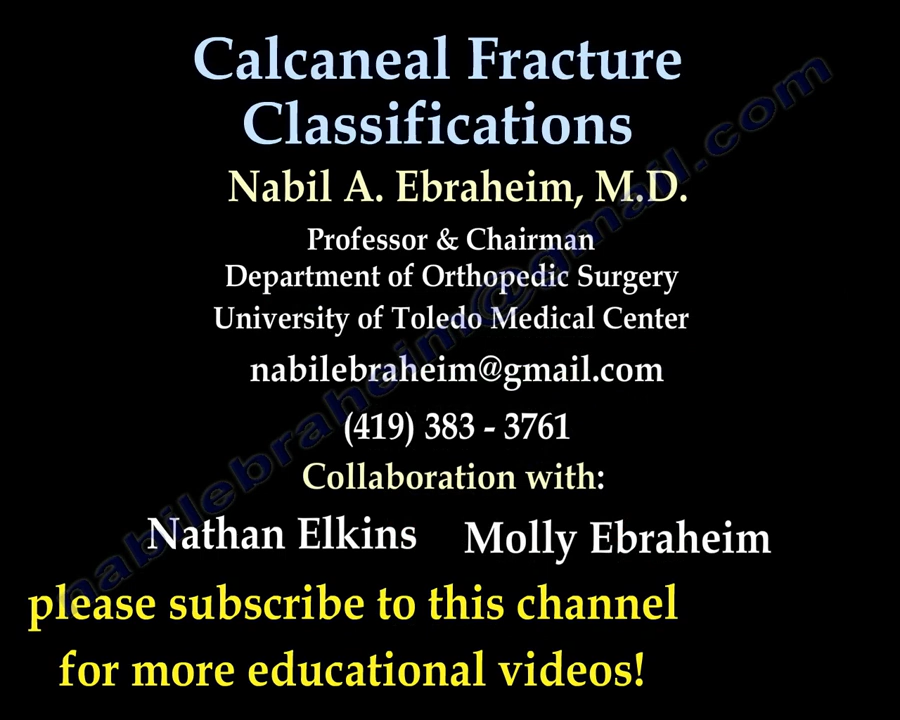 Calcaneal Fracture
Classifications
Nabil A. Ebraheim, M.D.
Professor & Chairman
Department of Orthopedic Surgery
University of Toledo Medical Center
nabilebraheim@gmail.com
(419) 383 - 3761
Collaboration with:
Nathan Elkins Molly Ebraheim
please subscribe to this channel
for more educational videos!
nabilebraheim@gmail.com